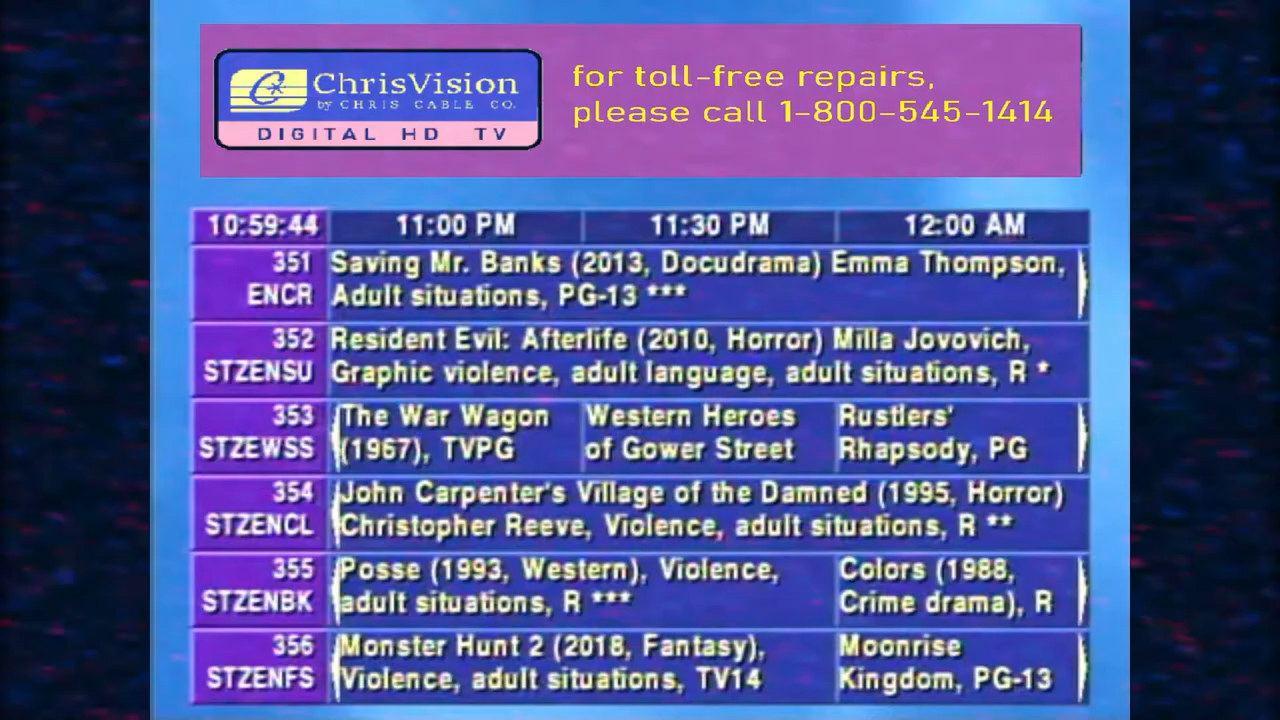 ChrisVision
by CHRIS CABLE CO.
DIGITAL HD TV
for toll-free repairs,
please call 1-800-545-1414
10:59:44 11:00 PM 11:30 PM 12:00 AM
351 Saving Mr. Banks (2013, Docudrama) Emma Thompson,
ENCR Adult situations, PG-13 ***
352 Resident Evil: Afterlife (2010, Horror) Milla Jovovich,
STZENSU Graphic violence, adult language, adult situations, R *
353 The War Wagon Western Heroes Rustlers'
STZEWSS (1967), TVPG of Gower Street Rhapsody, PG
354 John Carpenter's Village of the Damned (1995, Horror)
STZENCL Christopher Reeve, Violence, adult situations, R **
355 Posse (1993, Western), Violence, Colors (1988,
STZENBK adult situations, R *** Crime drama), R
356 Monster Hunt 2 (2018, Fantasy), Moonrise
STZENFS Violence, adult situations, TV14 Kingdom, PG-13